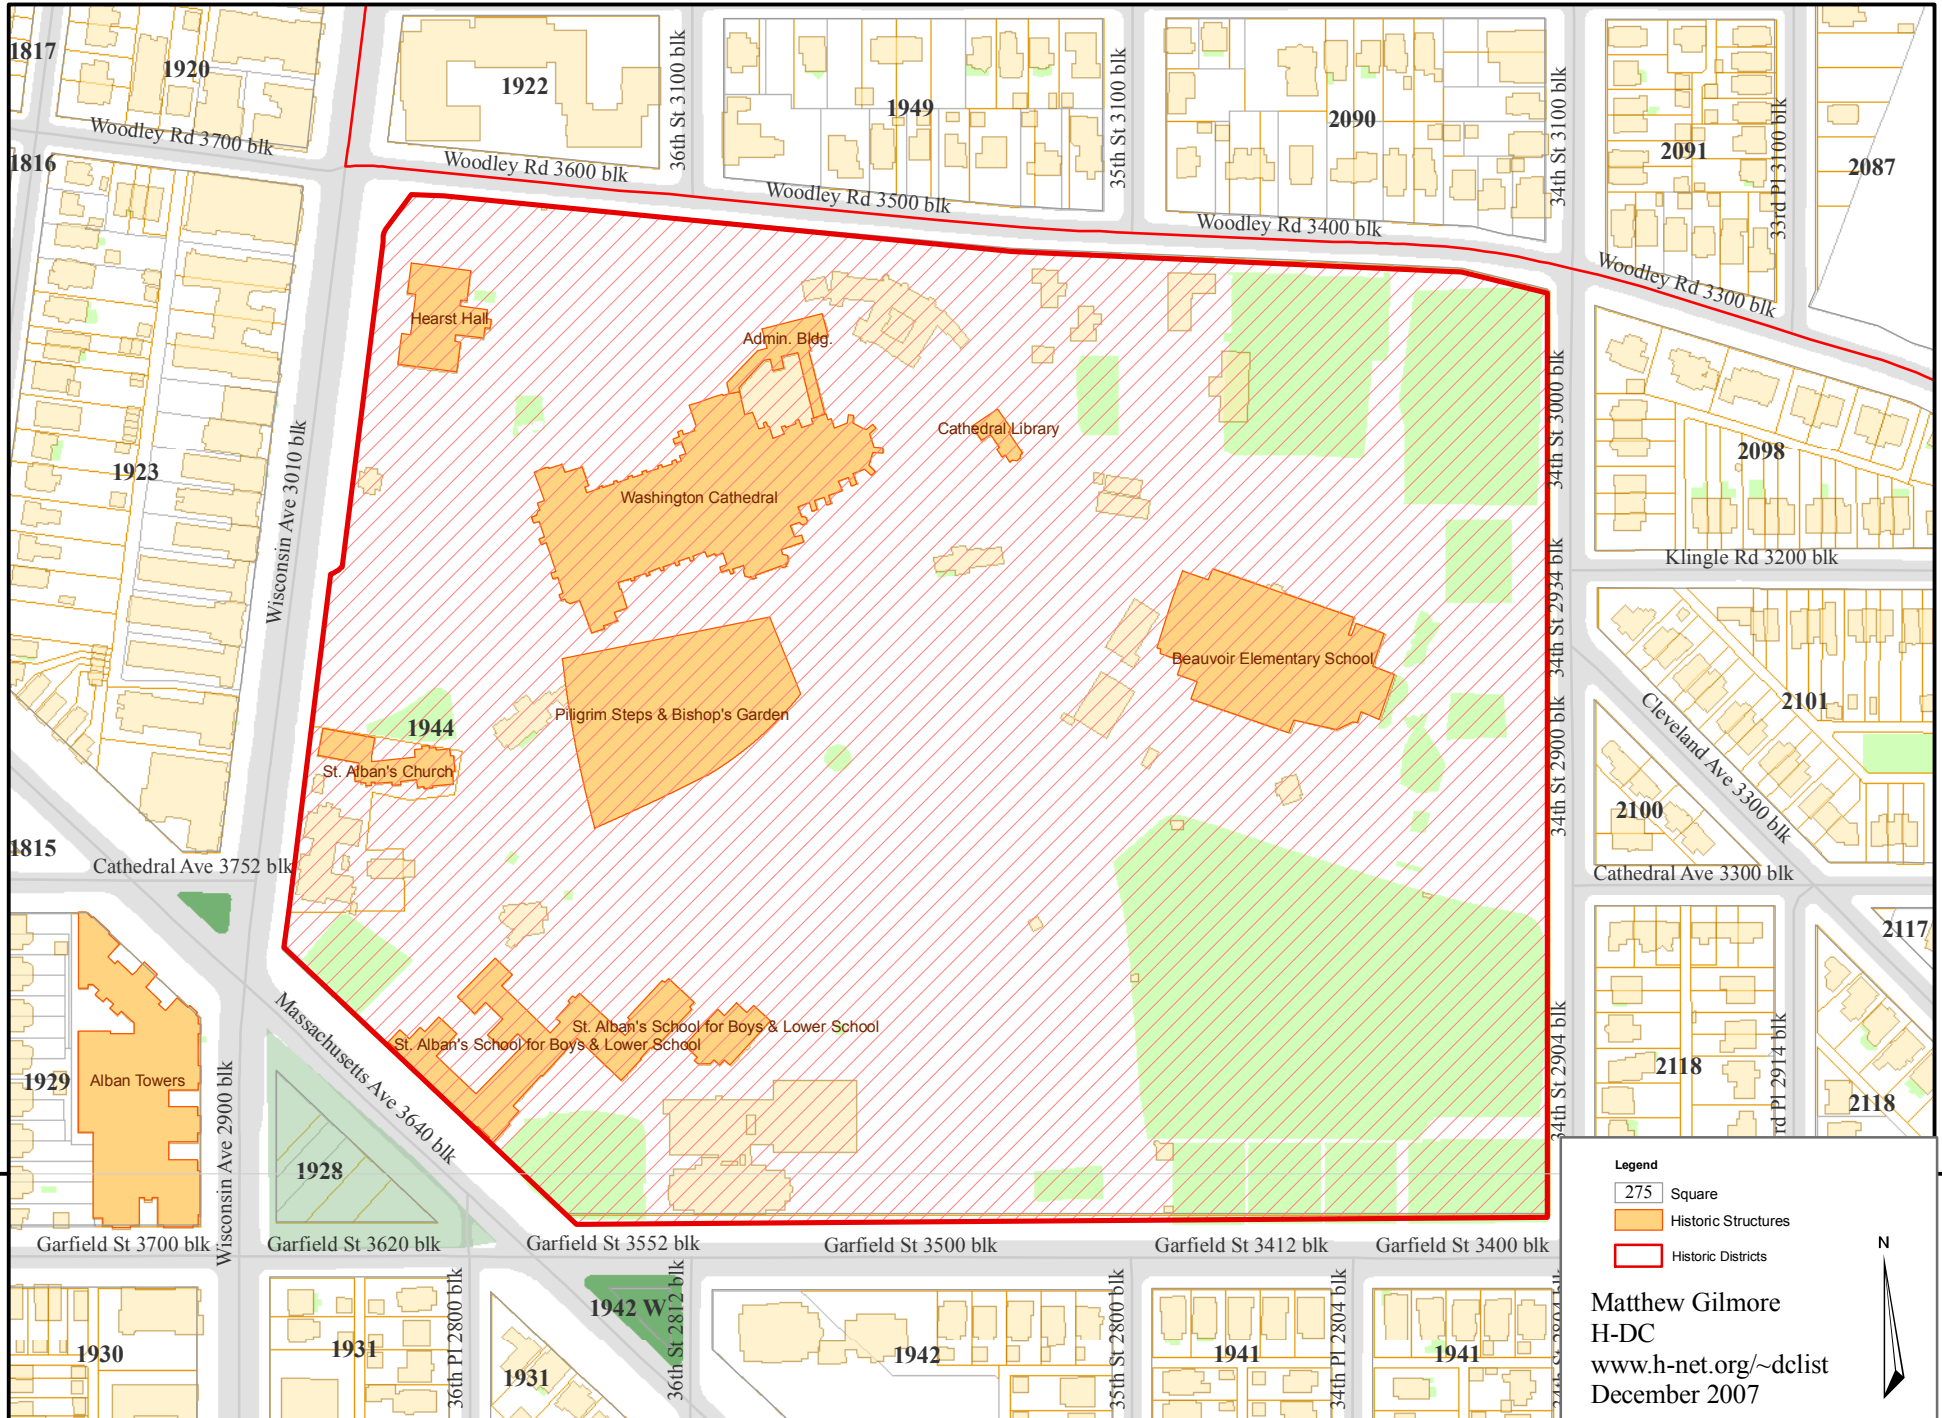 1817
1920
1922
36th St 3100 blk
1949
35th St 3100 blk
2090
34th St 3100 blk
2091
33rd Pl 3100 blk
2087
Woodley Rd 3700 blk
1816
Woodley Rd 3600 blk
Woodley Rd 3500 blk
Woodley Rd 3400 blk
Woodley Rd 3300 blk
Hearst Hall
Admin. Bldg.
Cathedral Library
34th St 3000 blk
2098
1923
Wisconsin Ave 3010 blk
Washington Cathedral
Klingle Rd 3200 blk
34th St 2934 blk
Beauvoir Elementary School
2101
Piligrim Steps & Bishop's Garden
1944
Cleveland Ave 3300 blk
34th St 2900 blk
St. Alban's Church
2100
1815
Cathedral Ave 3752 blk
Cathedral Ave 3300 blk
2117
Massachusetts Ave 3640 blk
St. Alban's School for Boys & Lower School
St. Alban's School for Boys & Lower School
34th St 2904 blk
2118
rd Pl 2914 blk
2118
1929
Alban Towers
Wisconsin Ave 2900 blk
1928
Garfield St 3700 blk
Garfield St 3620 blk
Garfield St 3552 blk
Garfield St 3500 blk
Garfield St 3412 blk
Garfield St 3400 blk
1930
1931
36th Pl 2800 blk
1931
1942 W
36th St 2812 blk
1942
35th St 2800 blk
1941
34th Pl 2804 blk
1941
34th St 2804 blk
Legend
275 Square
Historic Structures
Historic Districts
N
Matthew Gilmore
H-DC
www.h-net.org/~dclist
December 2007